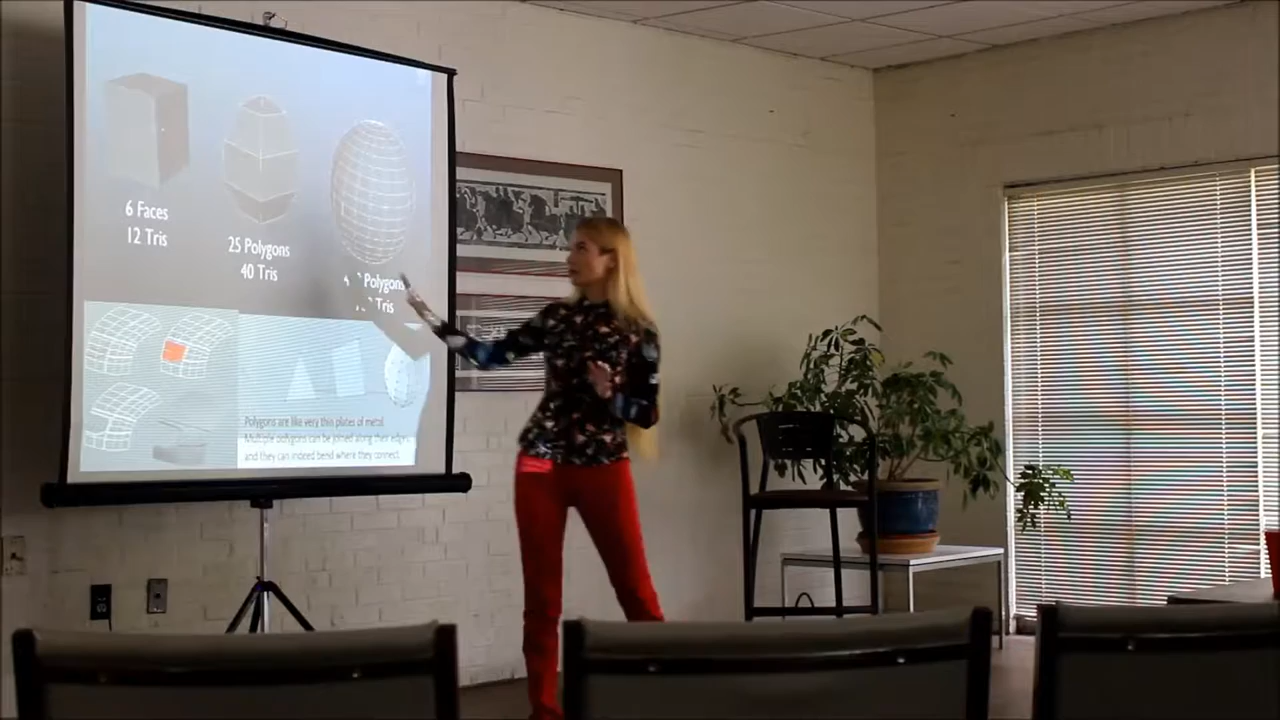 6 Faces
12 Tris
25 Polygons
40 Tris
Polygons
Tris
Polygons are like very thin plates of metal.
Multiple polygons can be joined along their edges,
and they can indeed bend where they connect.